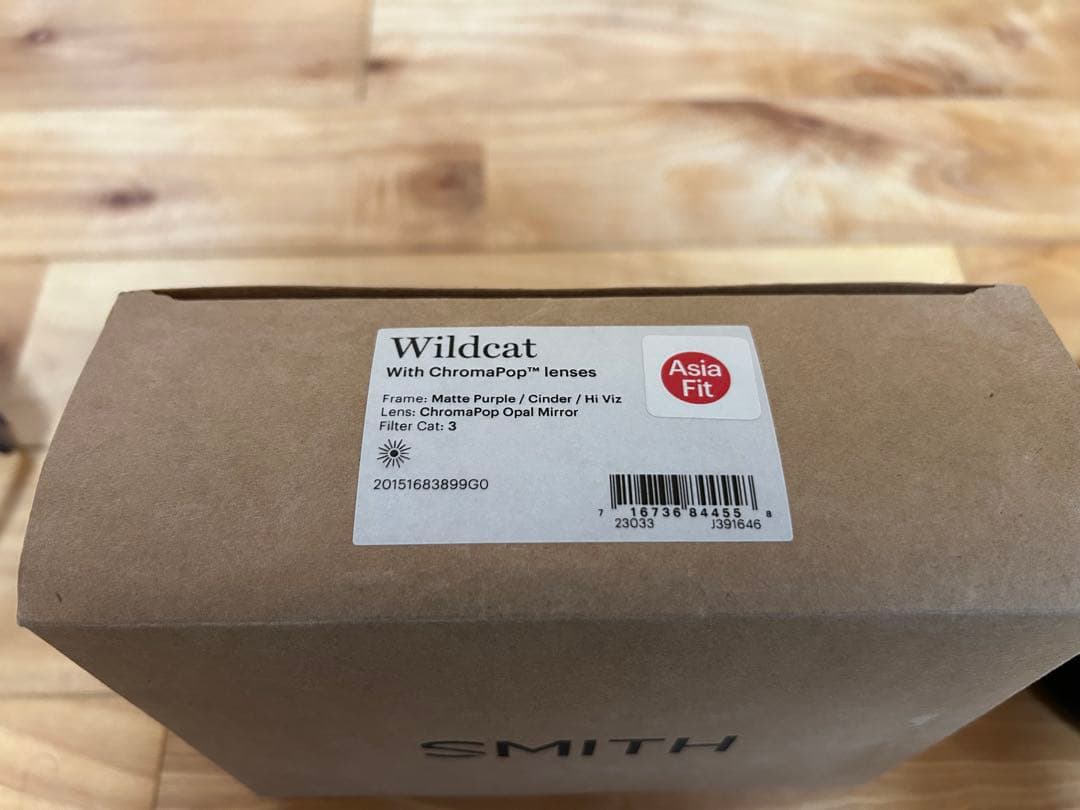 Wildcat
With ChromaPop™ lenses
Asia
Fit
Frame: Matte Purple / Cinder / Hi Viz
Lens: ChromaPop Opal Mirror
Filter Cat: 3
20151683899G0
7 16736 84455 8
23033 J391646
SMITH